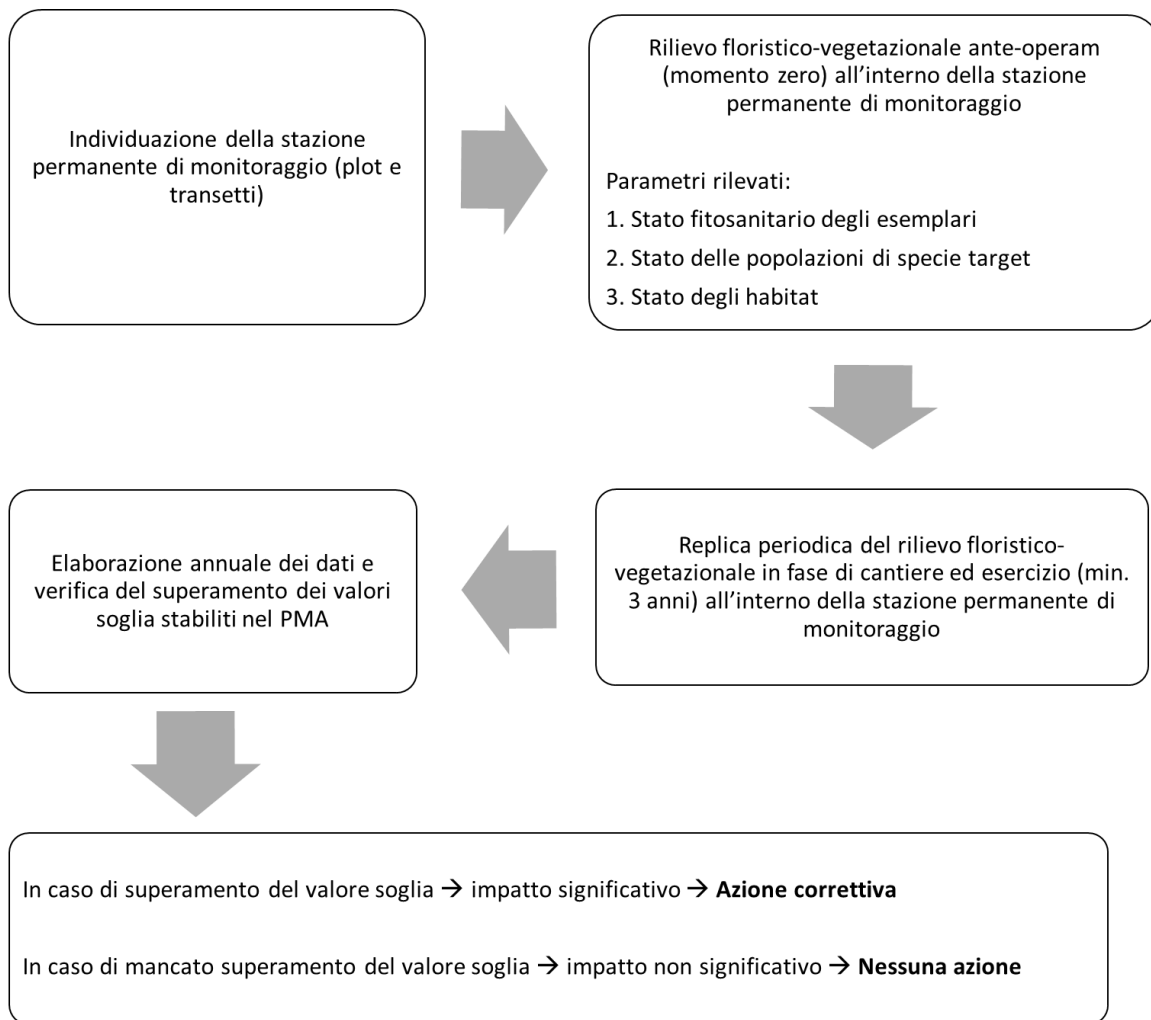 Individuazione della stazione
permanente di monitoraggio (plot e
transetti)
Rilievo floristico-vegetazionale ante-operam
(momento zero) all’interno della stazione
permanente di monitoraggio
Parametri rilevati:
1. Stato fitosanitario degli esemplari
2. Stato delle popolazioni di specie target
3. Stato degli habitat
Replica periodica del rilievo floristico-
vegetazionale in fase di cantiere ed esercizio (min.
3 anni) all’interno della stazione permanente di
monitoraggio
Elaborazione annuale dei dati e
verifica del superamento dei valori
soglia stabiliti nel PMA
In caso di superamento del valore soglia → impatto significativo → Azione correttiva
In caso di mancato superamento del valore soglia → impatto non significativo → Nessuna azione